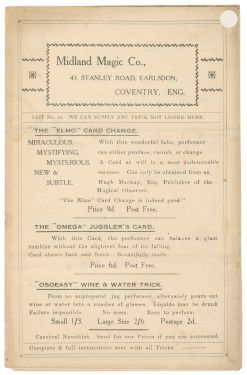 Midland Magic Co.,
43, STANLEY ROAD, EARLSDON,
COVENTRY, ENG.
LIST No. 10. WE CAN SUPPLY ANY TRICK NOT LISTED HERE.
THE "ELMO" CARD CHANGE.
MIRACULOUS. With this wonderful fake, performer
MYSTIFYING, can either produce, vanish, or change
MYSTERIOUS. A Card at will in a most undetectable
NEW & manner. Can only be obtained from us.
SUBTLE. Hugh Mackay, Esq. Publisher of the
Magical Observer.
"The Elmo" Card Change is indeed good."
Price 9d. Post Free.
THE "OMEGA" JUGGLER'S CARD.
With this Card, the performer can balance a glass
tumbler without the slightest fear of its falling.
Card shown back and front. Beautifully made.
Price 6d. Post Free.
"OSOEASY" WINE & WATER TRICK.
From an unprepared jug performer alternately pours out
wine or water into a number of glasses. Liquids may be drunk
Failure impossible. No mess. Easy to perform.
Small 1/3. Large Size 2/6. Postage 2d.
Carnival Novelties. Send for our Prices if you are interested.
Complete & full instructions sent with all Tricks.